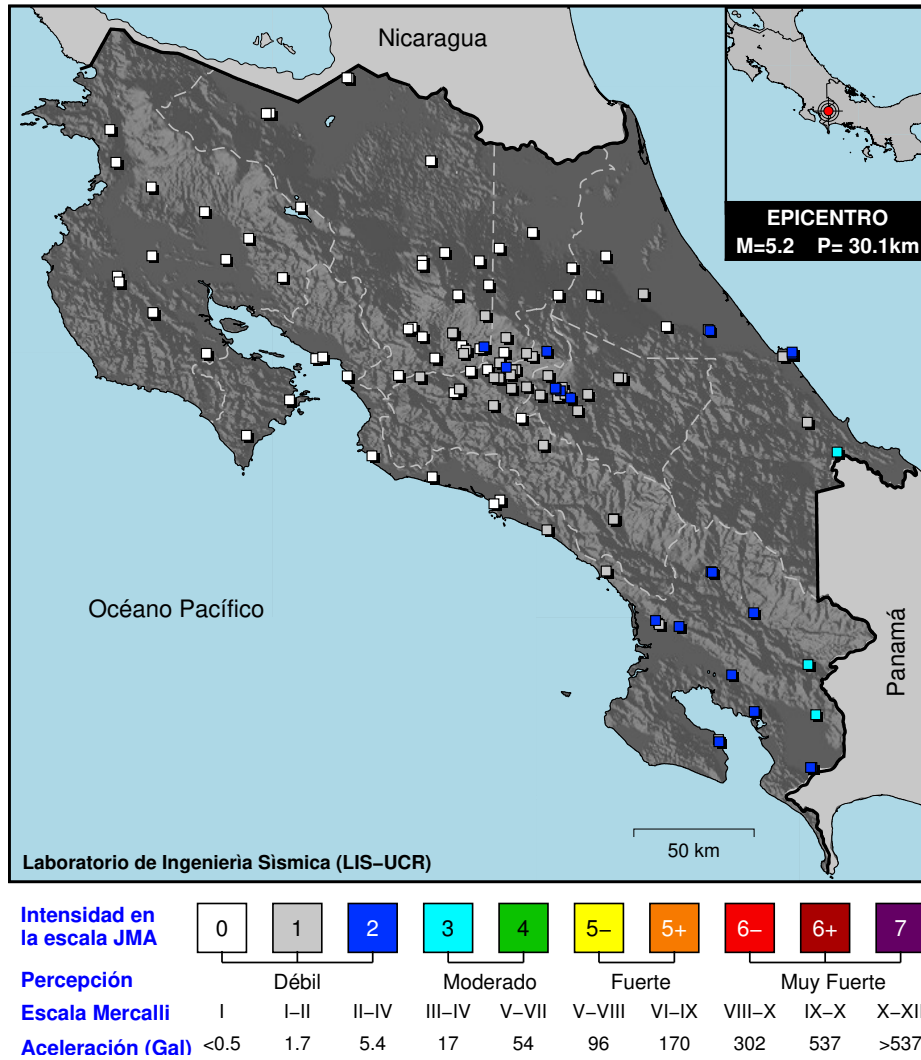 Nicaragua
EPICENTRO
M=5.2 P= 30.1km
Océano Pacífico
Panamá
50 km
Laboratorio de Ingenierìa Sìsmica (LIS−UCR)
Intensidad en
la escala JMA
0 1 2 3 4 5− 5+ 6− 6+ 7
Percepción Débil Moderado Fuerte Muy Fuerte
Escala Mercalli I I−II II−IV III−IV V−VII V−VIII VI−IX VIII−X IX−X X−XII
Aceleración (Gal) <0.5 1.7 5.4 17 54 96 170 302 537 >537